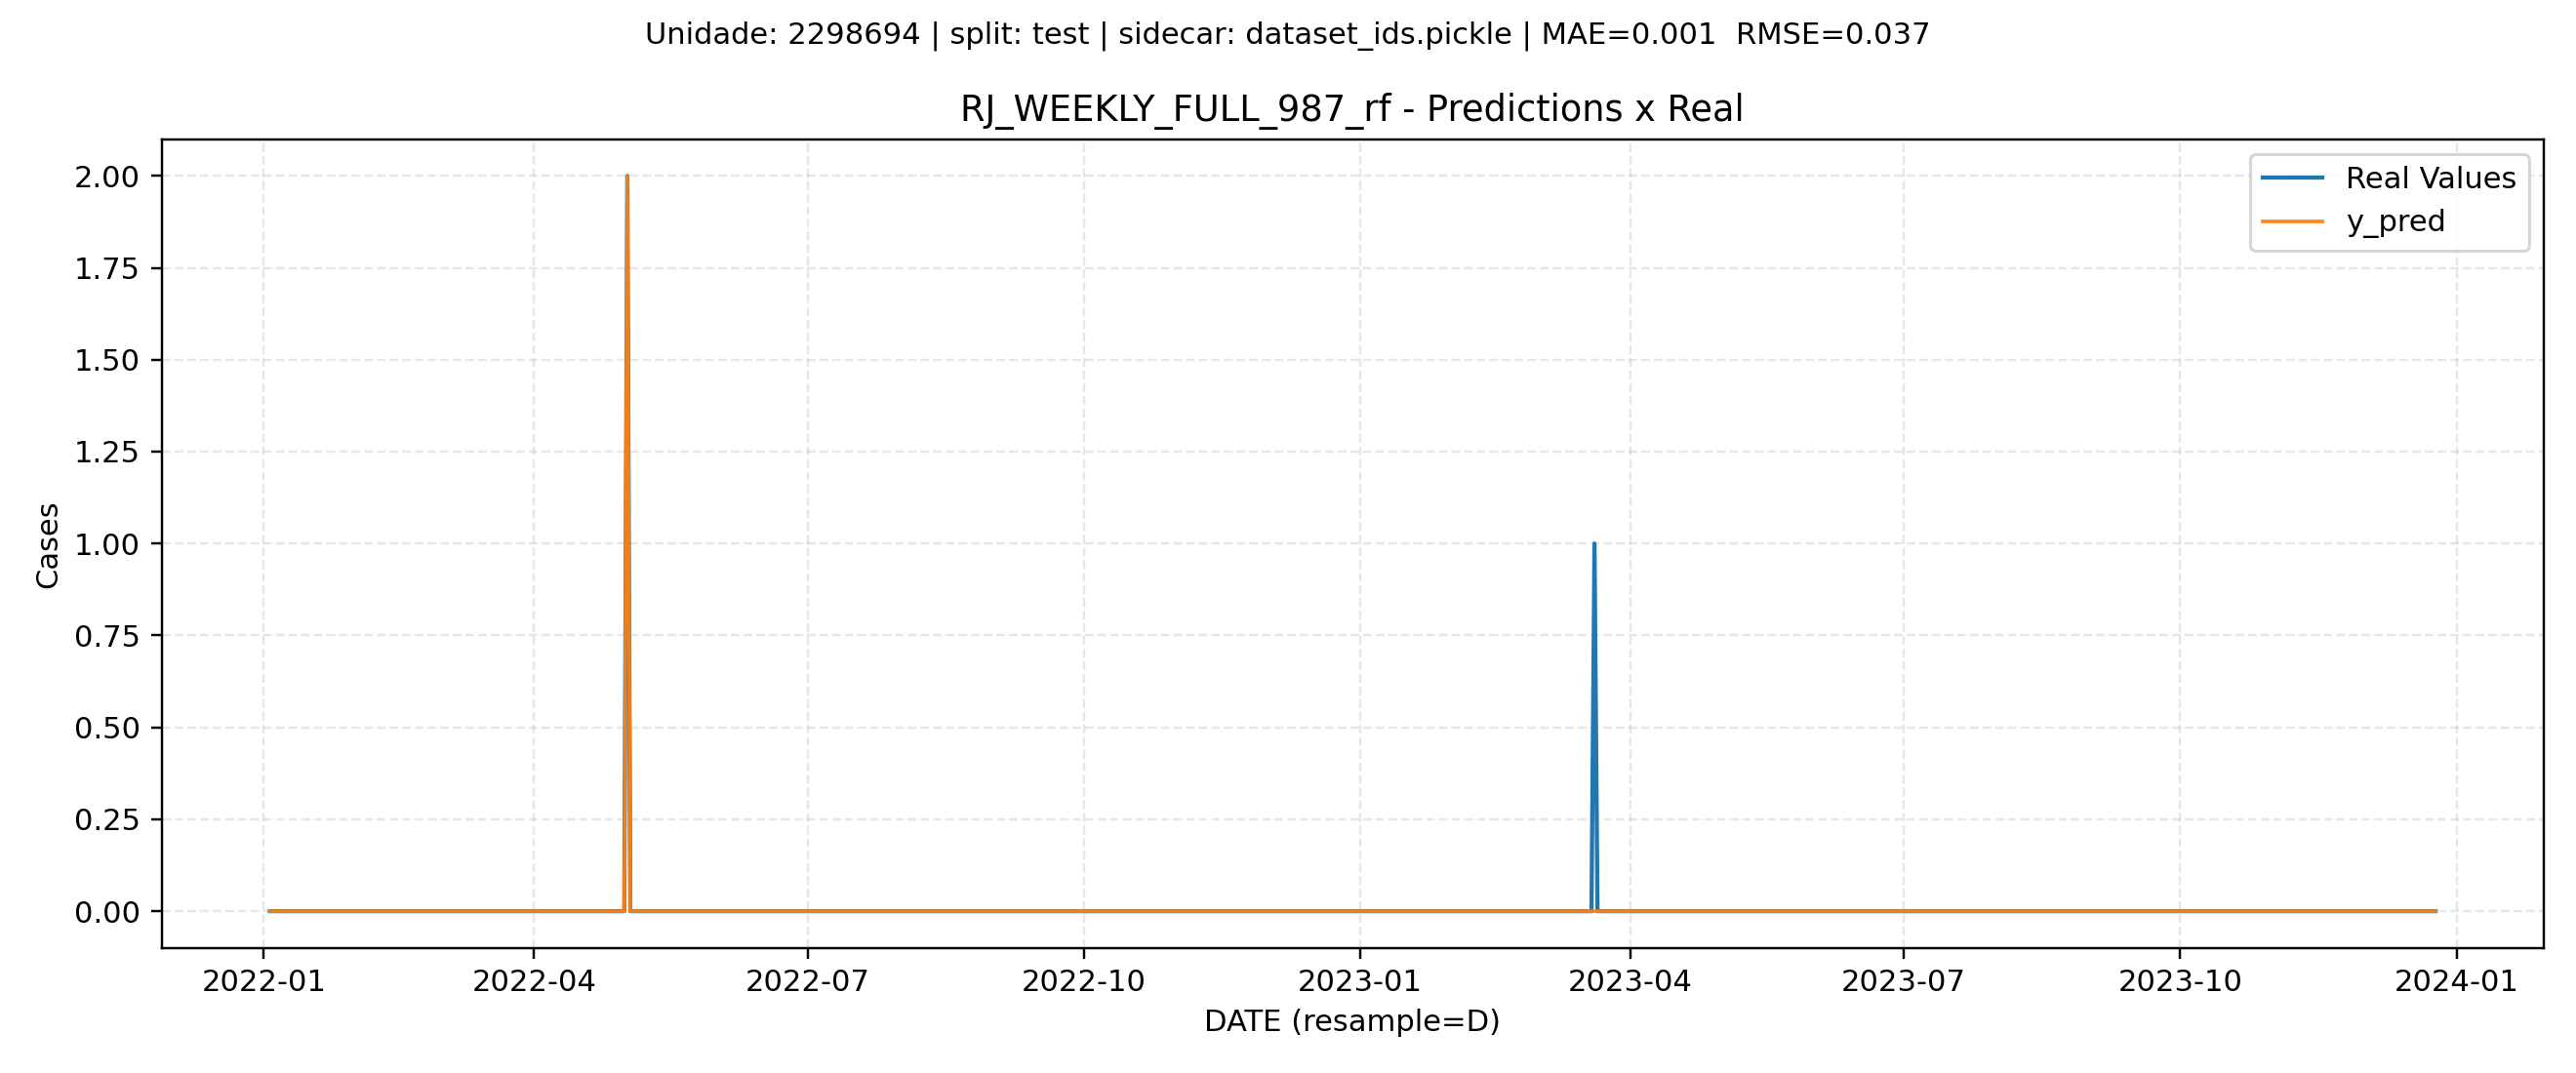 Unidade: 2298694 | split: test | sidecar: dataset_ids.pickle | MAE=0.001  RMSE=0.037
RJ_WEEKLY_FULL_987_rf - Predictions x Real
Real Values
y_pred
2.00
1.75
1.50
1.25
1.00
0.75
0.50
0.25
0.00
Cases
2022-01 2022-04 2022-07 2022-10 2023-01 2023-04 2023-07 2023-10 2024-01
DATE (resample=D)